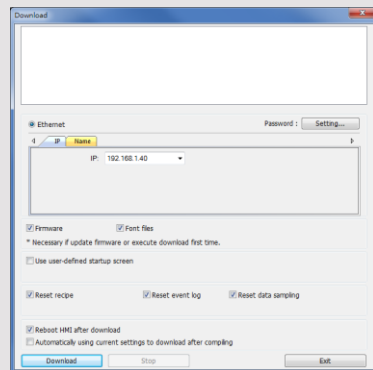 Download
Ethernet
Password :
Setting...
IP
Name
IP:
192.168.1.40
Firmware
Font files
* Necessary if update firmware or execute download first time.
Use user-defined startup screen
Reset recipe
Reset event log
Reset data sampling
Reboot HMI after download
Automatically using current settings to download after compiling
Download
Stop
Exit